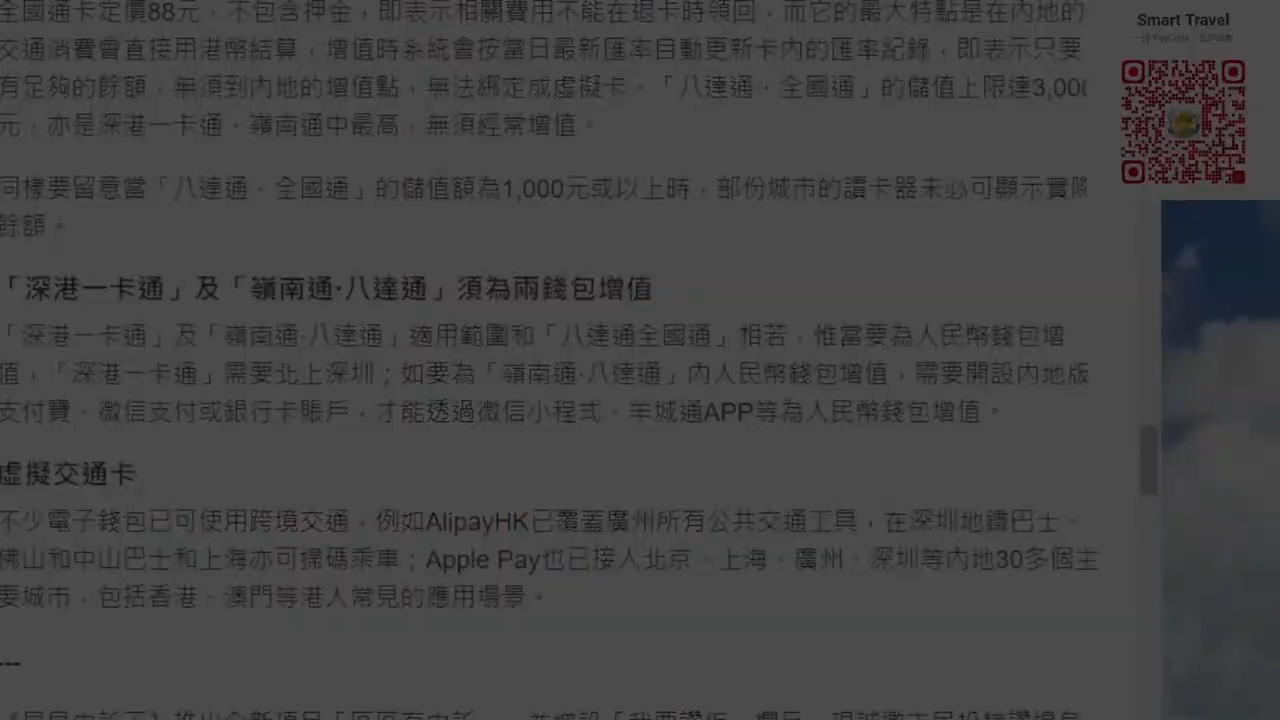 全國通卡定價88元，不包含押金，即表示相關費用不能在退卡時領回，而它的最大特點是在內地的
交通消費會直接用港幣結算，增值時系統會按當日最新匯率自動更新卡內的匯率紀錄，即表示只要
有足夠的餘額，無須到內地的增值點，無法綁定成虛擬卡。「八達通．全國通」的儲值上限達3,000
元，亦是深港一卡通、嶺南通中最高，無須經常增值。
同樣要留意當「八達通．全國通」的儲值額為1,000元或以上時，部份城市的讀卡器未必可顯示實際
餘額。
「深港一卡通」及「嶺南通·八達通」須為兩錢包增值
「深港一卡通」及「嶺南通·八達通」適用範圍和「八達通全國通」相若，惟當要為人民幣錢包增
值，「深港一卡通」需要北上深圳；如要為「嶺南通·八達通」內人民幣錢包增值，需要開設內地版
支付寶、微信支付或銀行卡賬戶，才能透過微信小程式、羊城通APP等為人民幣錢包增值。
虛擬交通卡
不少電子錢包已可使用跨境交通，例如AlipayHK已覆蓋廣州所有公共交通工具，在深圳地鐵巴士、
佛山和中山巴士和上海亦可掃碼乘車；Apple Pay也已接入北京、上海、廣州、深圳等內地30多個主
要城市，包括香港、澳門等港人常見的應用場景。
---
Smart Travel